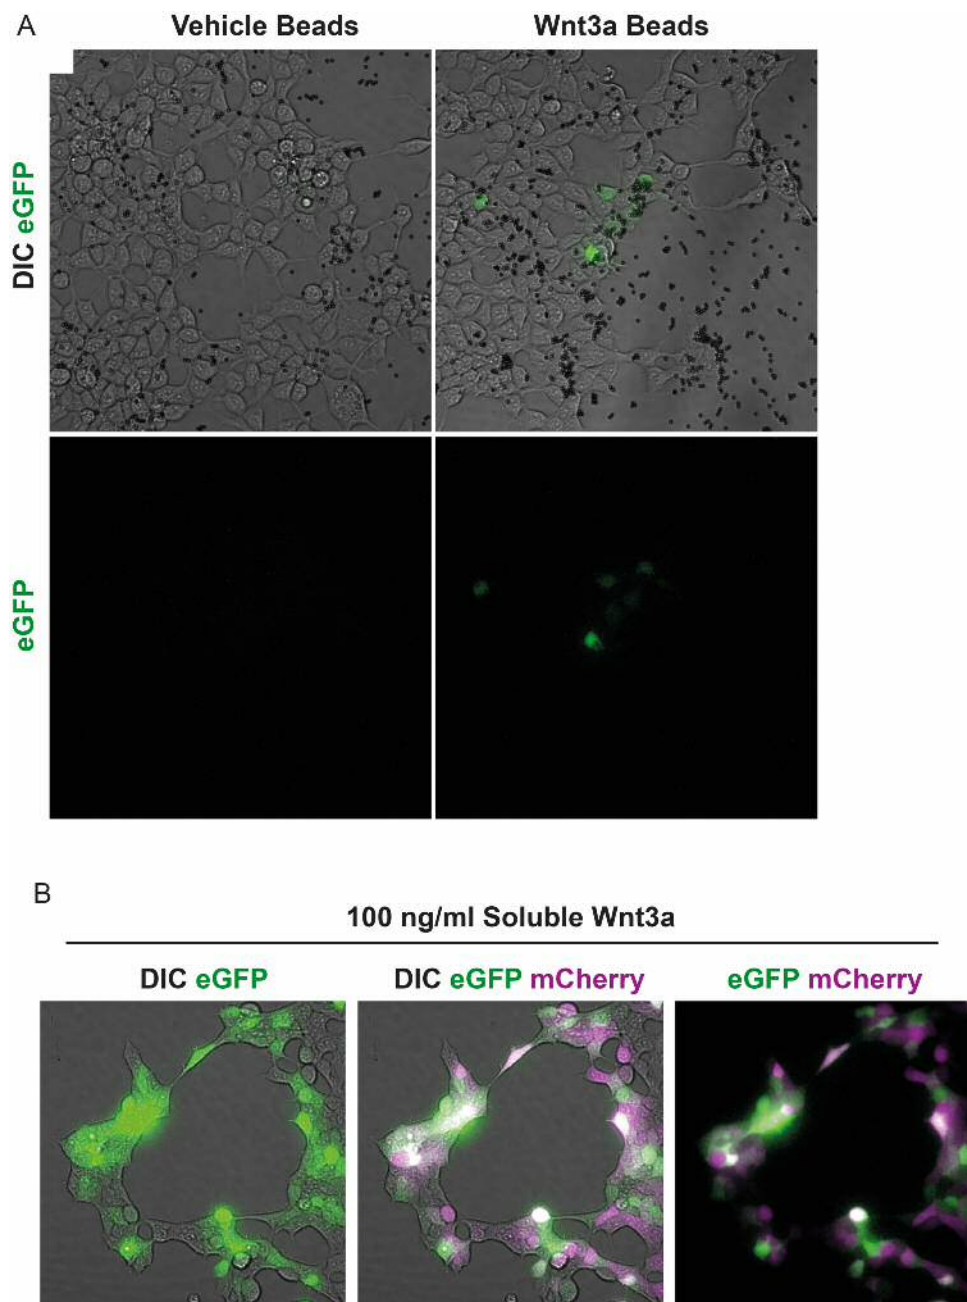 A
Vehicle Beads
Wnt3a Beads
DIC eGFP
eGFP
B
100 ng/ml Soluble Wnt3a
DIC eGFP
DIC eGFP mCherry
eGFP mCherry